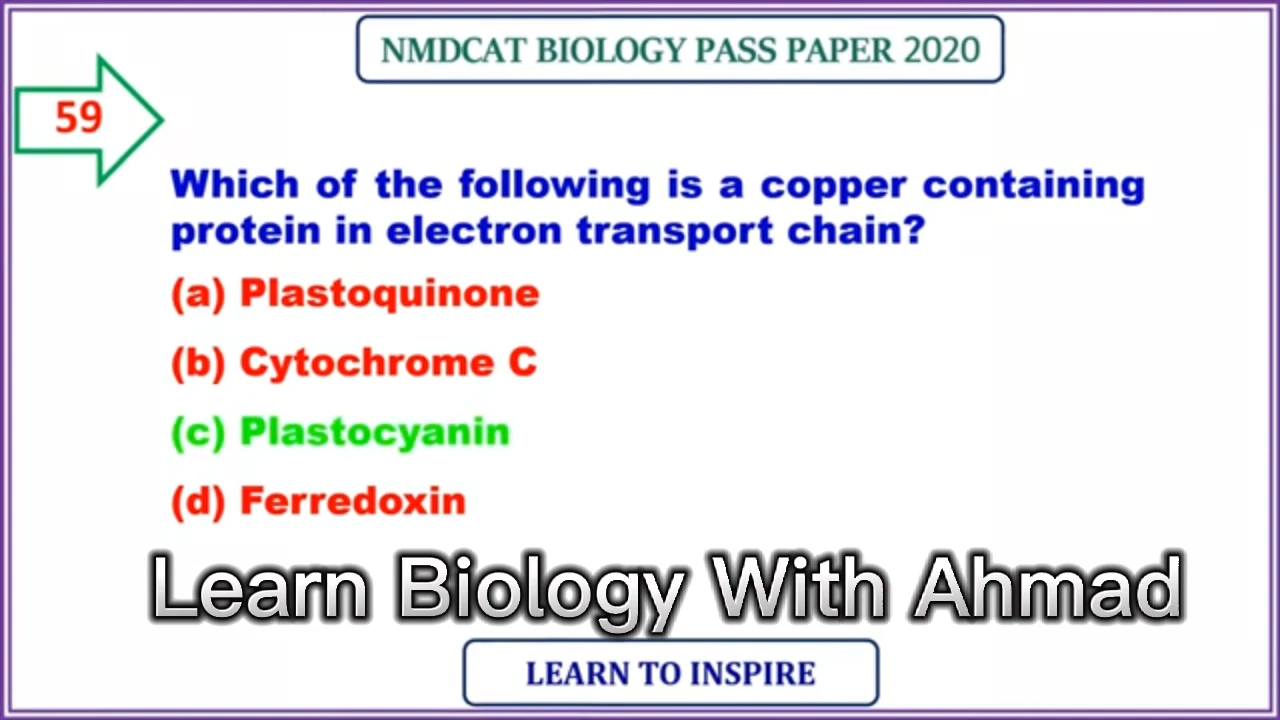 NMDCAT BIOLOGY PASS PAPER 2020
59
Which of the following is a copper containing
protein in electron transport chain?
(a) Plastoquinone
(b) Cytochrome C
(c) Plastocyanin
(d) Ferredoxin
Learn Biology With Ahmad
LEARN TO INSPIRE